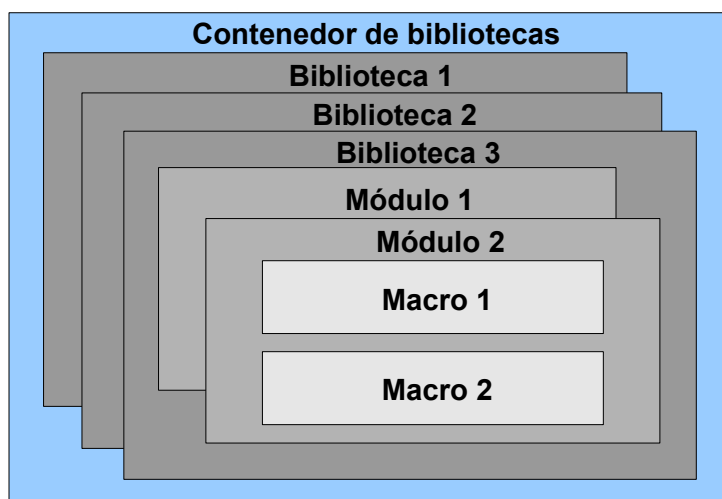 Contenedor de bibliotecas
Biblioteca 1
Biblioteca 2
Biblioteca 3
Módulo 1
Módulo 2
Macro 1
Macro 2